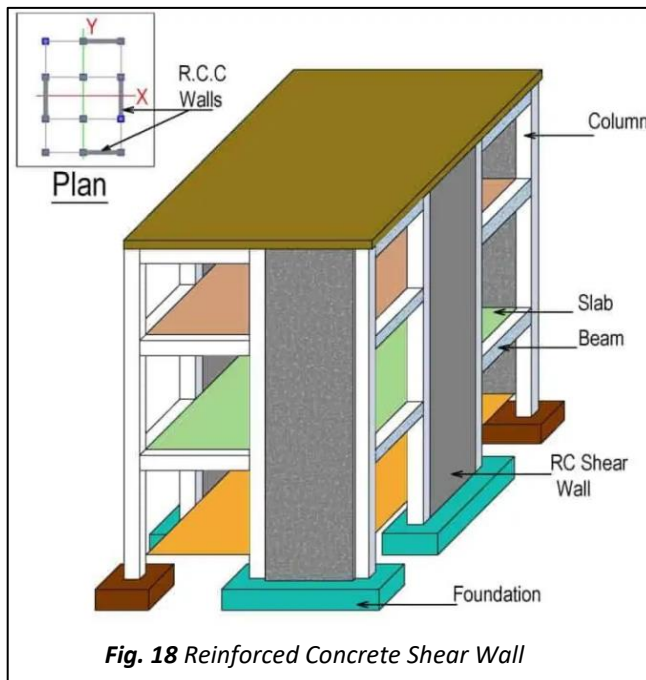 Y
R.C.C
Walls
X
Plan
Column
Slab
Beam
RC Shear
Wall
Foundation
Fig. 18 Reinforced Concrete Shear Wall